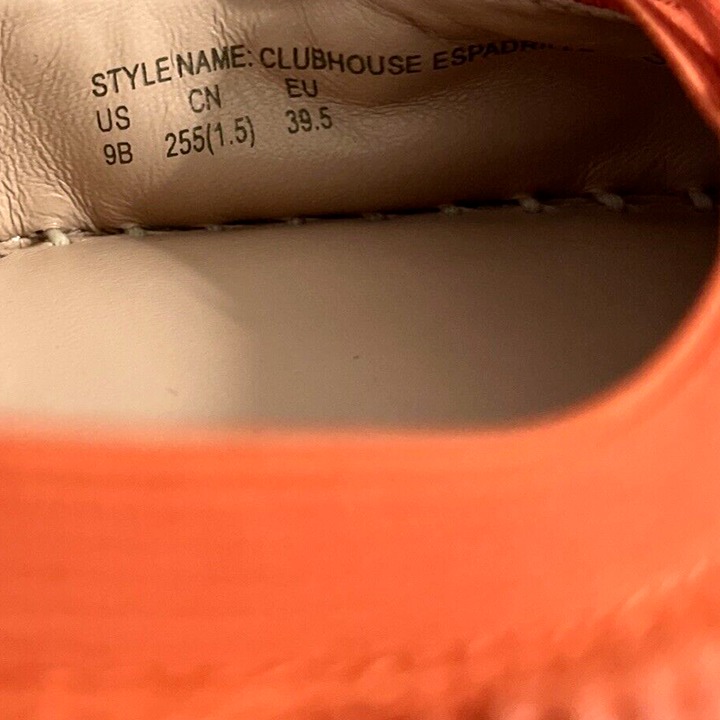 STYLE NAME: CLUBHOUSE
US CN EU
9B 255(1.5) 39.5